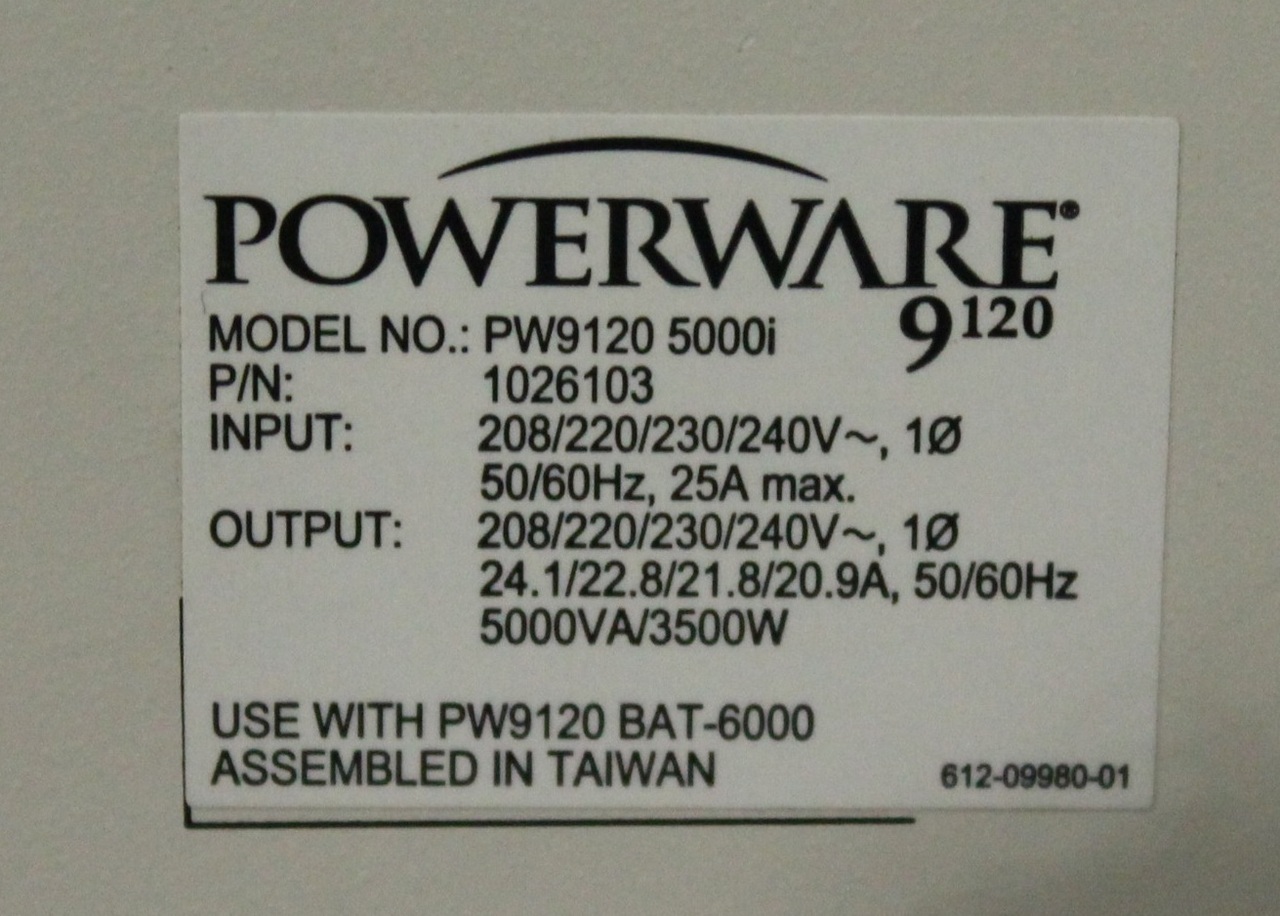 POWERWARE®
9120
MODEL NO.: PW9120 5000i
P/N: 1026103
INPUT: 208/220/230/240V~, 1Ø
50/60Hz, 25A max.
OUTPUT: 208/220/230/240V~, 1Ø
24.1/22.8/21.8/20.9A, 50/60Hz
5000VA/3500W
USE WITH PW9120 BAT-6000
ASSEMBLED IN TAIWAN 612-09980-01